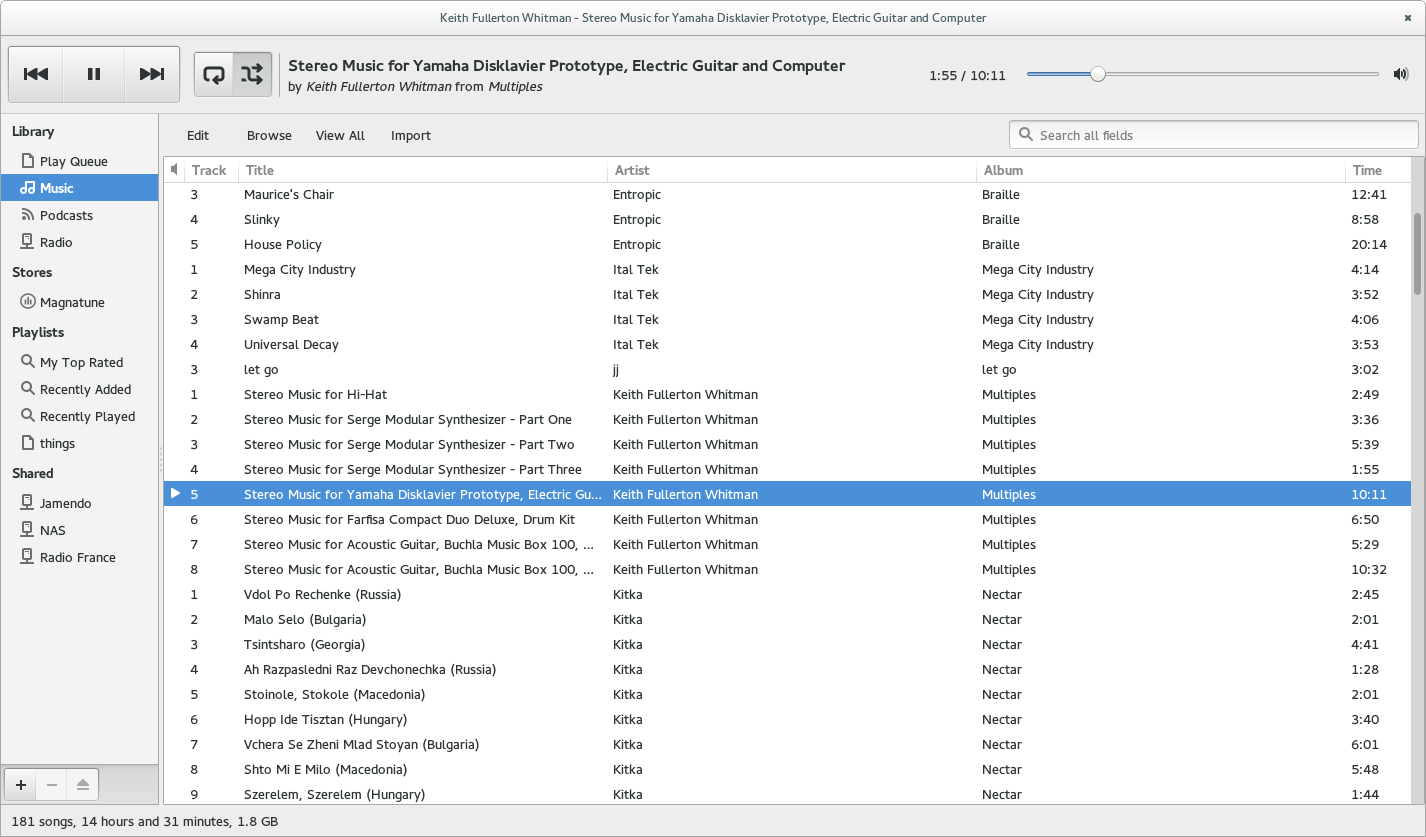 Keith Fullerton Whitman - Stereo Music for Yamaha Disklavier Prototype, Electric Guitar and Computer
Stereo Music for Yamaha Disklavier Prototype, Electric Guitar and Computer
by Keith Fullerton Whitman from Multiples
1:55 / 10:11
Library
Play Queue
Music
Podcasts
Radio
Stores
Magnatune
Playlists
My Top Rated
Recently Added
Recently Played
things
Shared
Jamendo
NAS
Radio France
Edit Browse View All Import
Search all fields
Track Title Artist Album Time
3 Maurice's Chair Entropic Braille 12:41
4 Slinky Entropic Braille 8:58
5 House Policy Entropic Braille 20:14
1 Mega City Industry Ital Tek Mega City Industry 4:14
2 Shinra Ital Tek Mega City Industry 3:52
3 Swamp Beat Ital Tek Mega City Industry 4:06
4 Universal Decay Ital Tek Mega City Industry 3:53
3 let go jj let go 3:02
1 Stereo Music for Hi-Hat Keith Fullerton Whitman Multiples 2:49
2 Stereo Music for Serge Modular Synthesizer - Part One Keith Fullerton Whitman Multiples 3:36
3 Stereo Music for Serge Modular Synthesizer - Part Two Keith Fullerton Whitman Multiples 5:39
4 Stereo Music for Serge Modular Synthesizer - Part Three Keith Fullerton Whitman Multiples 1:55
5 Stereo Music for Yamaha Disklavier Prototype, Electric Gu... Keith Fullerton Whitman Multiples 10:11
6 Stereo Music for Farfisa Compact Duo Deluxe, Drum Kit Keith Fullerton Whitman Multiples 6:50
7 Stereo Music for Acoustic Guitar, Buchla Music Box 100, ... Keith Fullerton Whitman Multiples 5:29
8 Stereo Music for Acoustic Guitar, Buchla Music Box 100, ... Keith Fullerton Whitman Multiples 10:32
1 Vdol Po Rechenke (Russia) Kitka Nectar 2:45
2 Malo Selo (Bulgaria) Kitka Nectar 2:01
3 Tsintsharo (Georgia) Kitka Nectar 4:41
4 Ah Razpasledni Raz Devchonechka (Russia) Kitka Nectar 1:28
5 Stoinole, Stokole (Macedonia) Kitka Nectar 2:01
6 Hopp Ide Tisztan (Hungary) Kitka Nectar 3:40
7 Vchera Se Zheni Mlad Stoyan (Bulgaria) Kitka Nectar 6:01
8 Shto Mi E Milo (Macedonia) Kitka Nectar 5:48
9 Szerelem, Szerelem (Hungary) Kitka Nectar 1:44
181 songs, 14 hours and 31 minutes, 1.8 GB